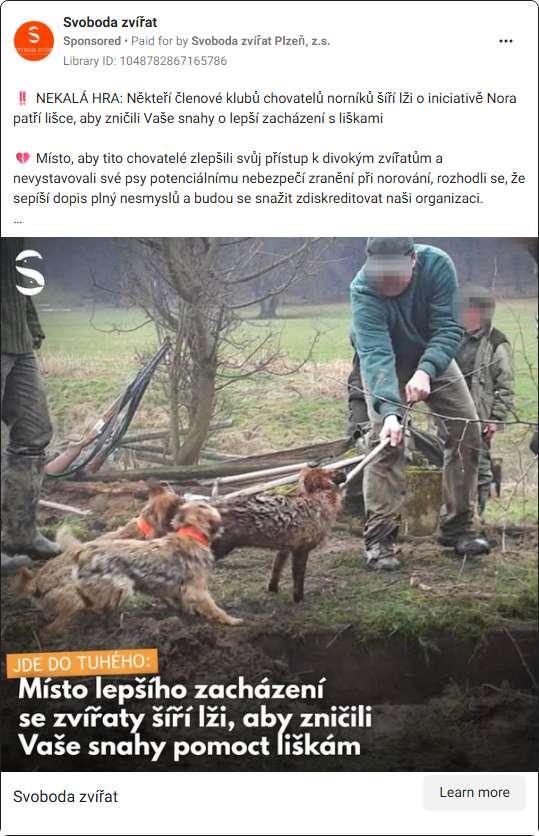 Svoboda zvířat
Sponsored • Paid for by Svoboda zvířat Plzeň, z.s.
Library ID: 1048782867165786
‼️ NEKALÁ HRA: Někteří členové klubů chovatelů norníků šíří lži o iniciativě Nora
patří lišce, aby zničili Vaše snahy o lepší zacházení s liškami
💔 Místo, aby tito chovatelé zlepšili svůj přístup k divokým zvířatům a
nevystavovali své psy potenciálnímu nebezpečí zranění při norování, rozhodli se, že
sepíší dopis plný nesmyslů a budou se snažit zdiskreditovat naši organizaci.
...
JDE DO TUHÉHO:
Místo lepšího zacházení
se zvířaty šíří lži, aby zničili
Vaše snahy pomoct liškám
Svoboda zvířat
Learn more